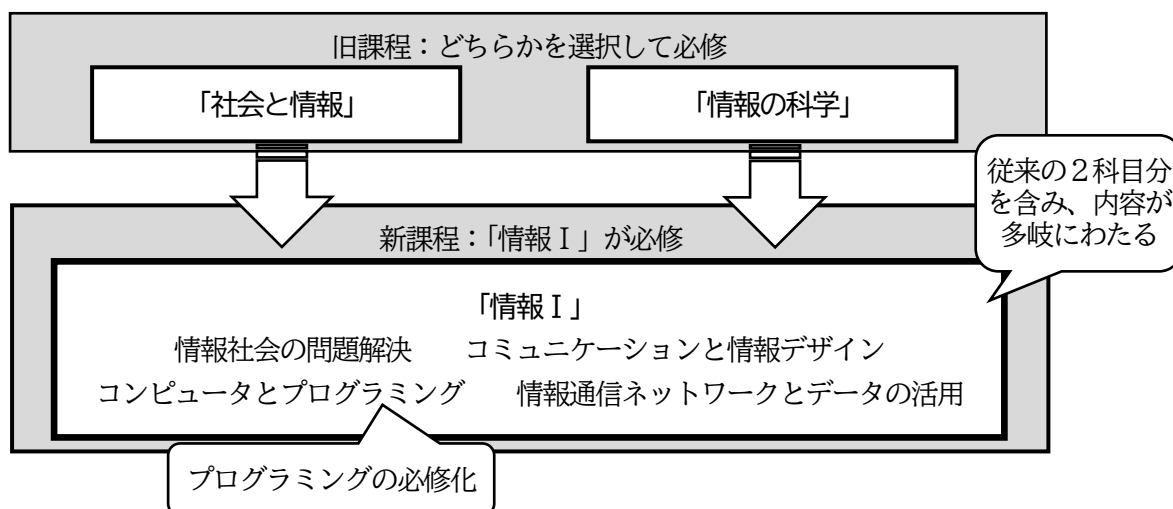 旧課程：どちらかを選択して必修
「社会と情報」
「情報の科学」
従来の２科目分
を含み、内容が
多岐にわたる
新課程：「情報Ⅰ」が必修
「情報Ⅰ」
情報社会の問題解決　コミュニケーションと情報デザイン
コンピュータとプログラミング　情報通信ネットワークとデータの活用
プログラミングの必修化